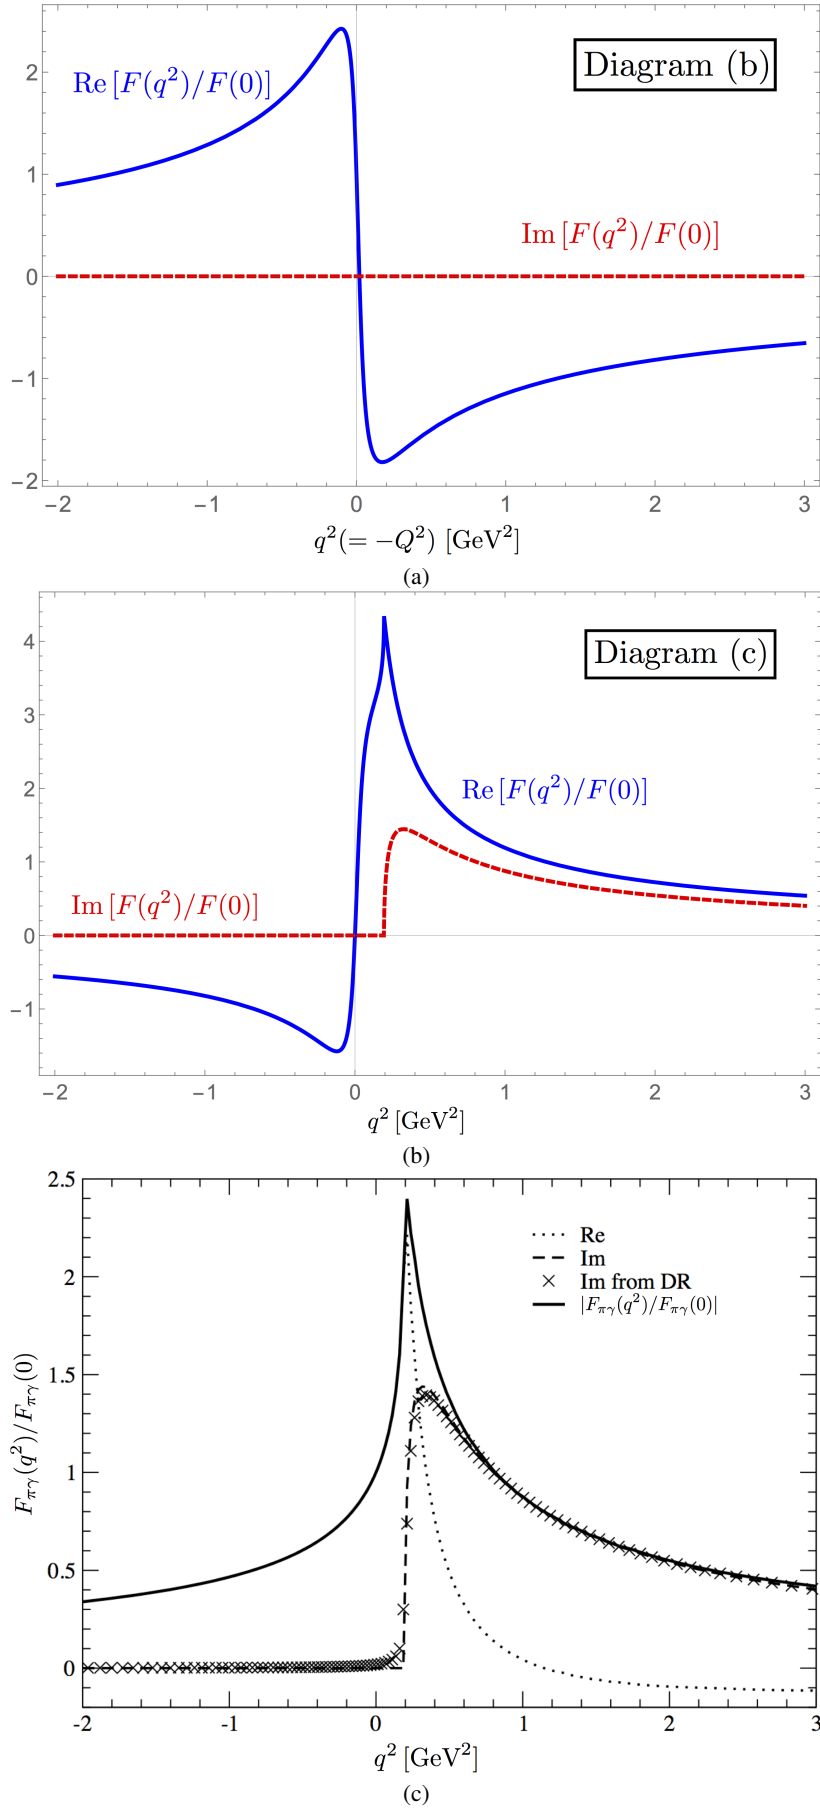 Diagram (b)
Re [F(q²)/F(0)]
Im [F(q²)/F(0)]
2
1
0
−1
−2
−2 −1 0 1 2 3
q²(= −Q²) [GeV²]
(a)
Diagram (c)
Re [F(q²)/F(0)]
Im [F(q²)/F(0)]
4
3
2
1
0
−1
−2 −1 0 1 2 3
q² [GeV²]
(b)
F_{πγ}(q²)/F_{πγ}(0)
2.5
2
1.5
1
0.5
0
Re
Im
Im from DR
|F_{πγ}(q²)/F_{πγ}(0)|
-2 -1 0 1 2 3
q² [GeV²]
(c)